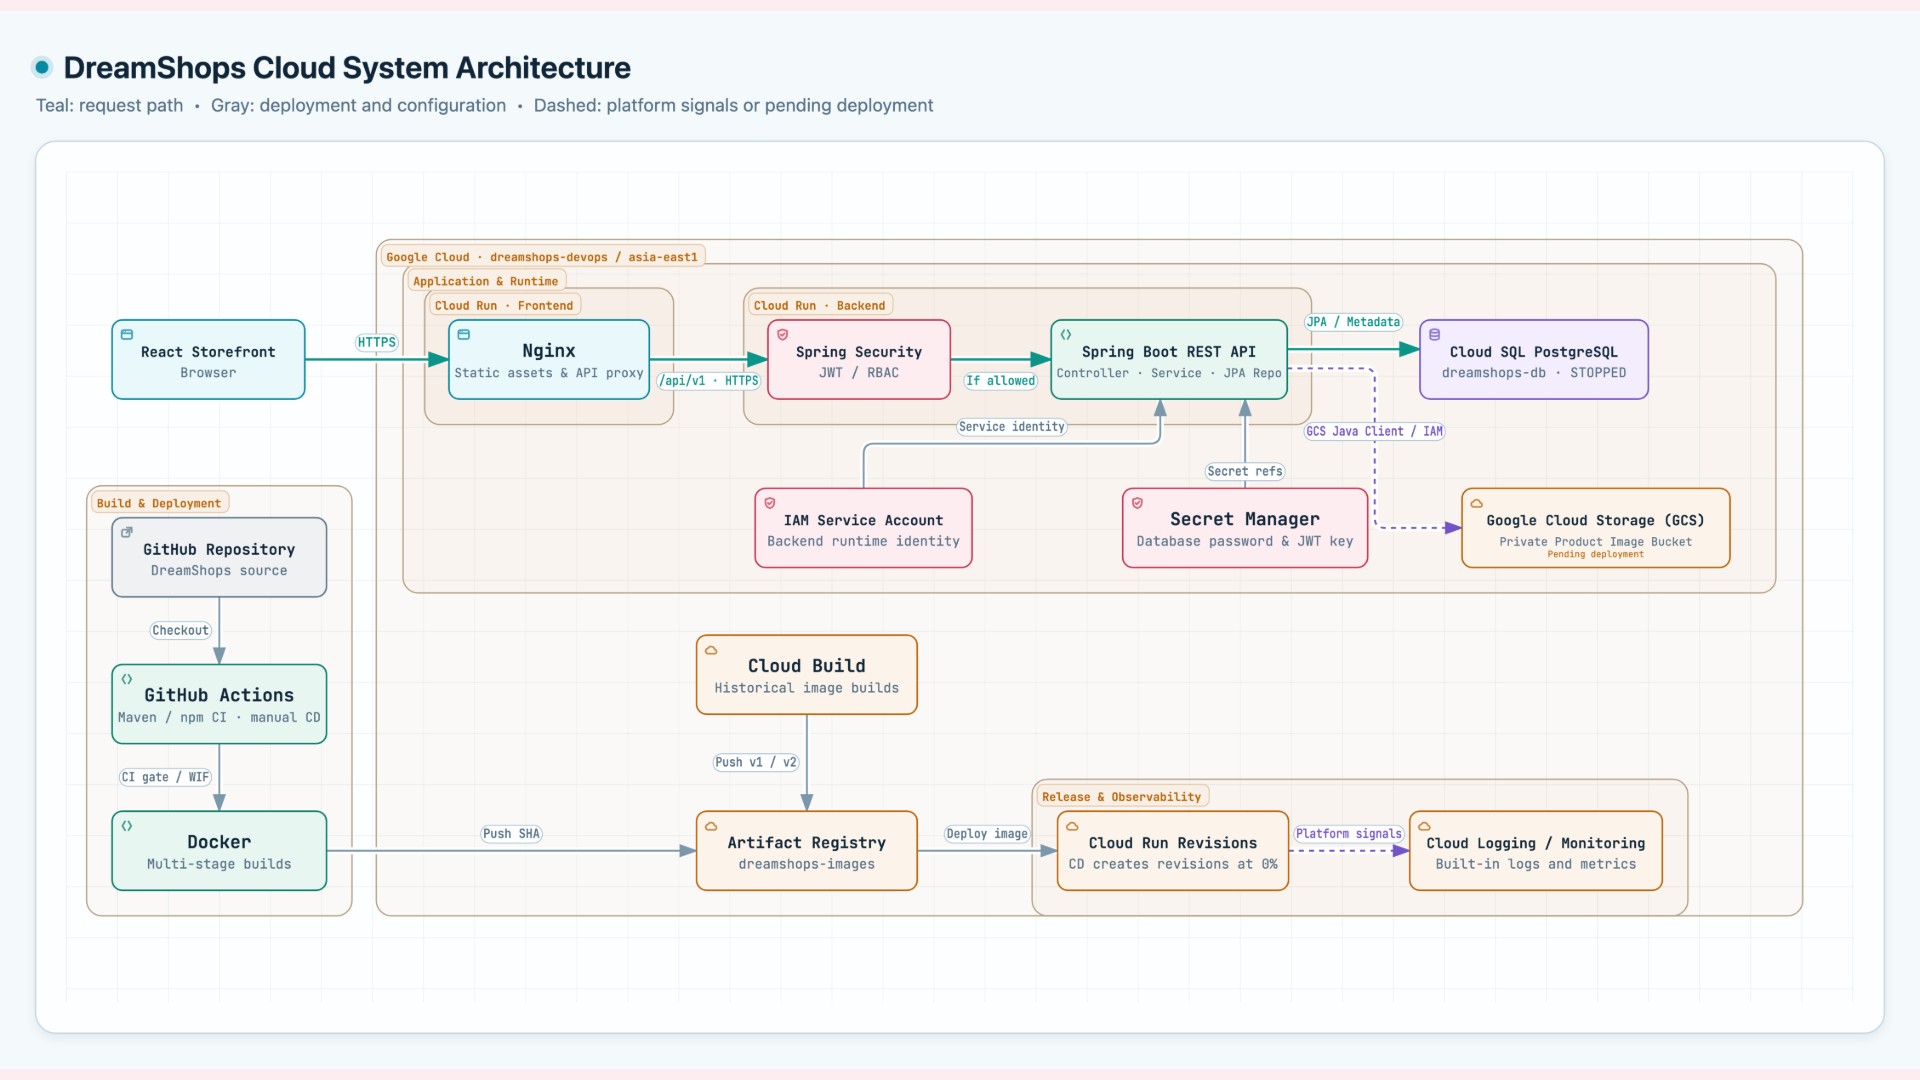 DreamShops Cloud System Architecture
Teal: request path • Gray: deployment and configuration • Dashed: platform signals or pending deployment
Google Cloud · dreamshops-devops / asia-east1
Application & Runtime
Cloud Run · Frontend
Cloud Run · Backend
React Storefront
Browser
HTTPS
Nginx
Static assets & API proxy
/api/v1 · HTTPS
Spring Security
JWT / RBAC
If allowed
Spring Boot REST API
Controller · Service · JPA Repo
JPA / Metadata
Cloud SQL PostgreSQL
dreamshops-db · STOPPED
Service identity
GCS Java Client / IAM
Secret refs
IAM Service Account
Backend runtime identity
Secret Manager
Database password & JWT key
Google Cloud Storage (GCS)
Private Product Image Bucket
Pending deployment
Build & Deployment
GitHub Repository
DreamShops source
Checkout
GitHub Actions
Maven / npm CI · manual CD
CI gate / WIF
Docker
Multi-stage builds
Push SHA
Cloud Build
Historical image builds
Push v1 / v2
Artifact Registry
dreamshops-images
Deploy image
Release & Observability
Cloud Run Revisions
CD creates revisions at 0%
Platform signals
Cloud Logging / Monitoring
Built-in logs and metrics